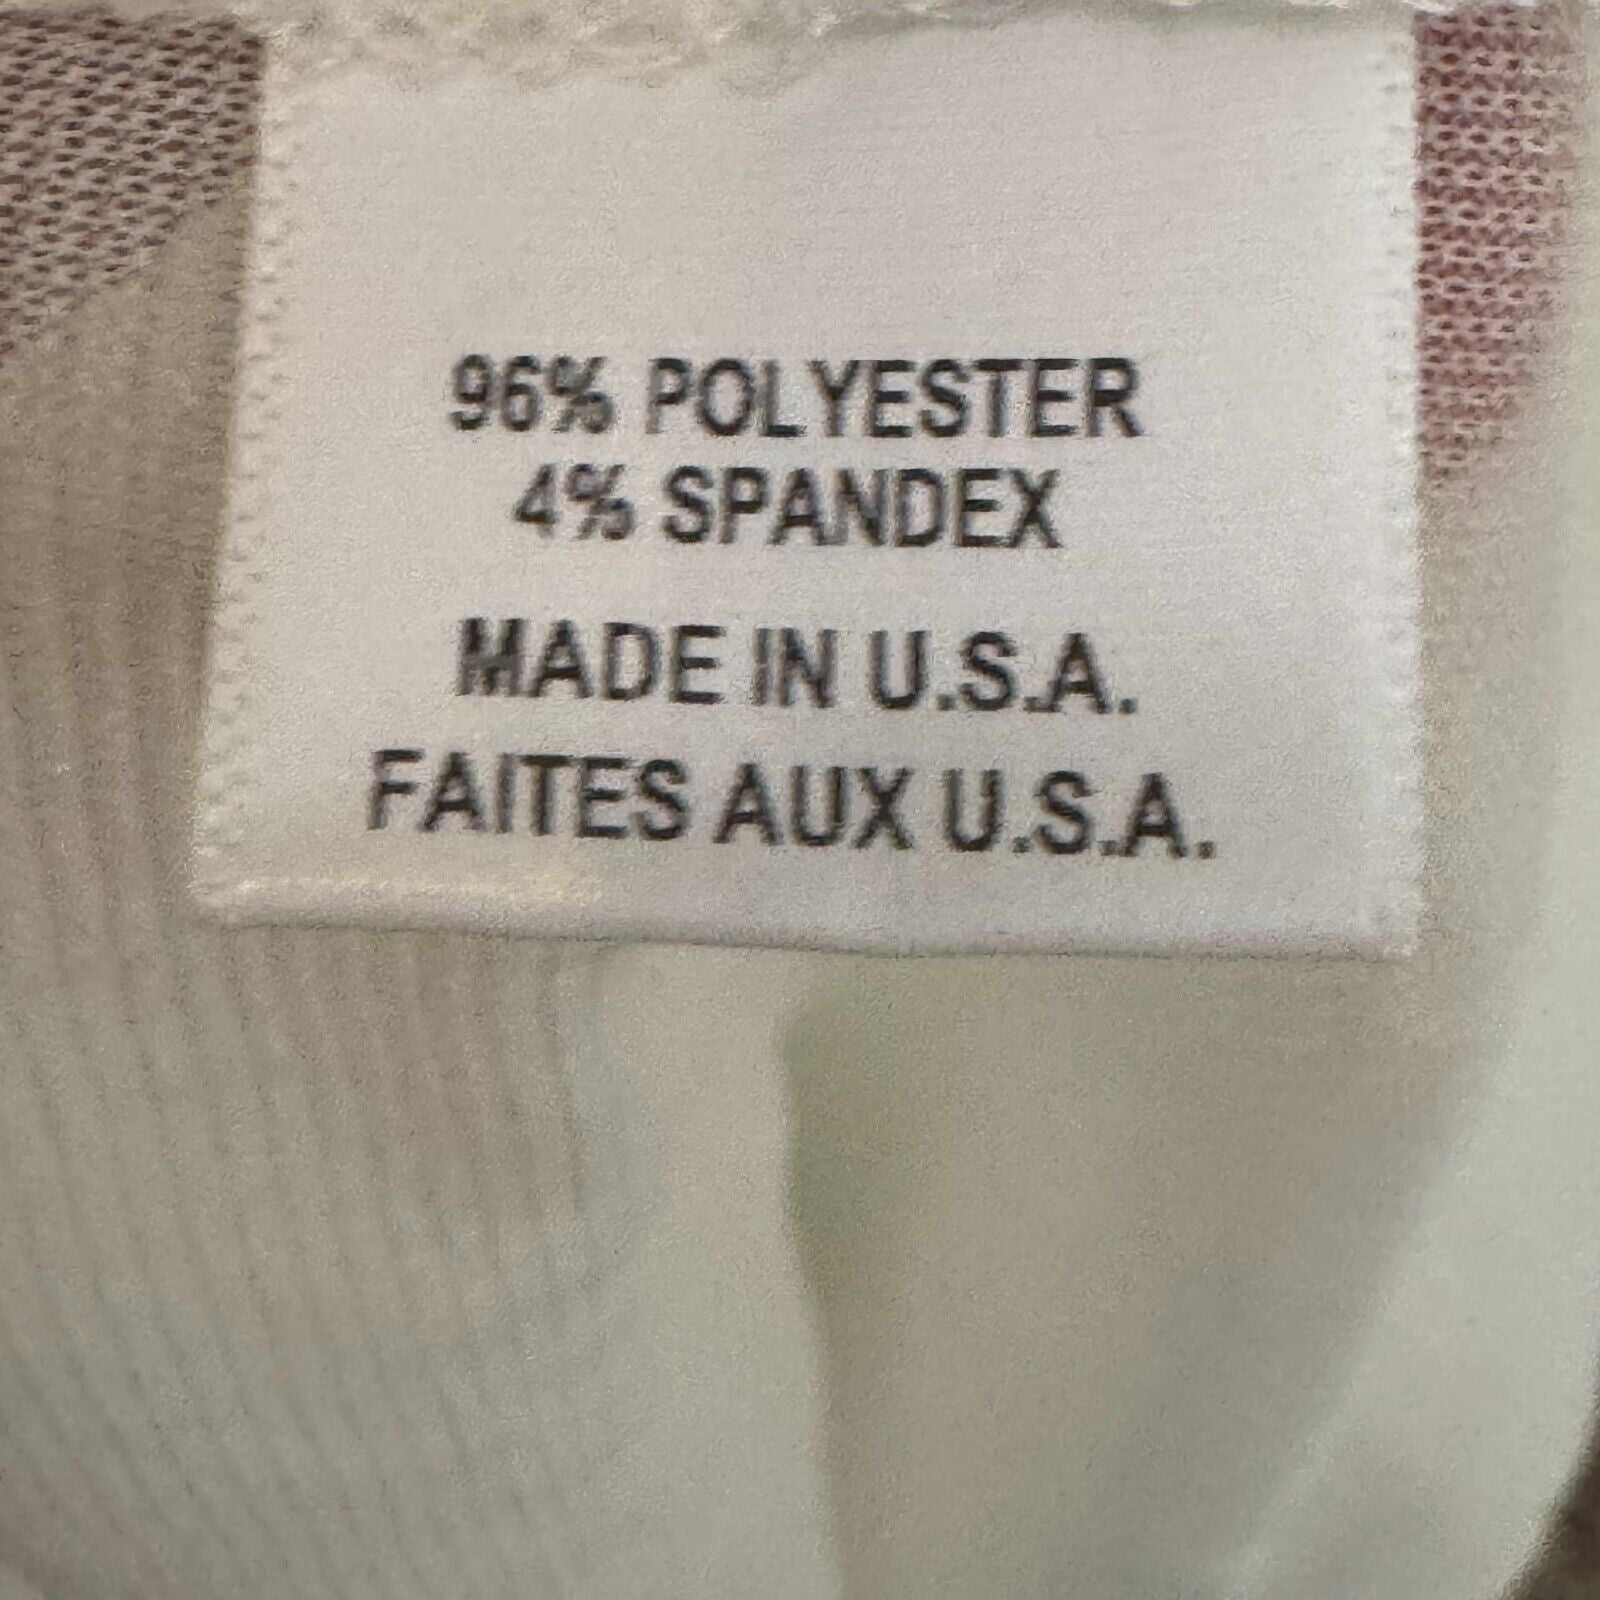 96% POLYESTER
4% SPANDEX
MADE IN U.S.A.
FAITES AUX U.S.A.